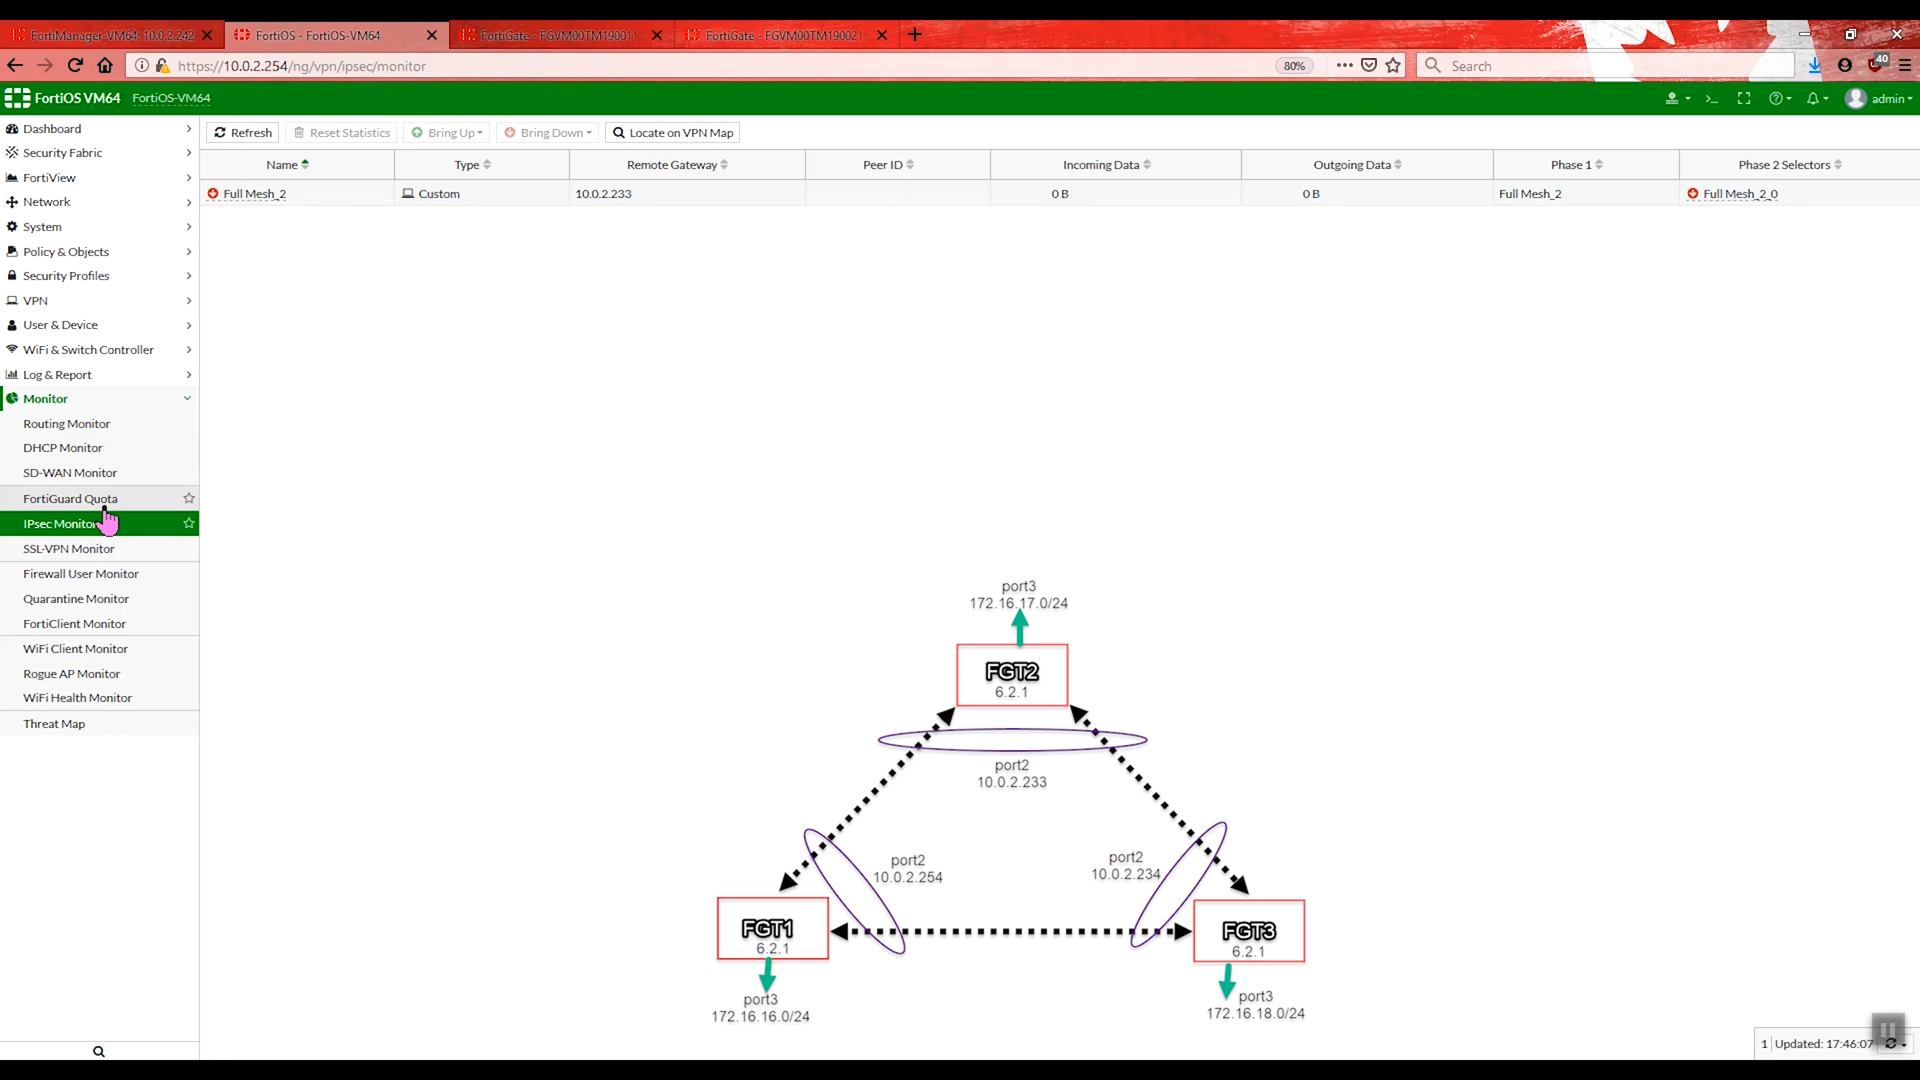 FortiManager-VM64: 10.0.2.242
FortiOS - FortiOS-VM64
FortiGate - FGVM00TM190011
FortiGate - FGVM00TM190021
https://10.0.2.254/ng/vpn/ipsec/monitor
80%
Search
40
FortiOS VM64
FortiOS-VM64
admin
Dashboard
Security Fabric
FortiView
Network
System
Policy & Objects
Security Profiles
VPN
User & Device
WiFi & Switch Controller
Log & Report
Monitor
Routing Monitor
DHCP Monitor
SD-WAN Monitor
FortiGuard Quota
IPsec Monitor
SSL-VPN Monitor
Firewall User Monitor
Quarantine Monitor
FortiClient Monitor
WiFi Client Monitor
Rogue AP Monitor
WiFi Health Monitor
Threat Map
Refresh Reset Statistics Bring Up Bring Down Locate on VPN Map
Name Type Remote Gateway Peer ID Incoming Data Outgoing Data Phase 1 Phase 2 Selectors
Full Mesh_2 Custom 10.0.2.233 0 B 0 B Full Mesh_2 Full Mesh_2_0
port3
172.16.17.0/24
FGT2
6.2.1
port2
10.0.2.233
port2
10.0.2.254
port2
10.0.2.234
FGT1
6.2.1
FGT3
6.2.1
port3
172.16.16.0/24
port3
172.16.18.0/24
1 Updated: 17:46:07